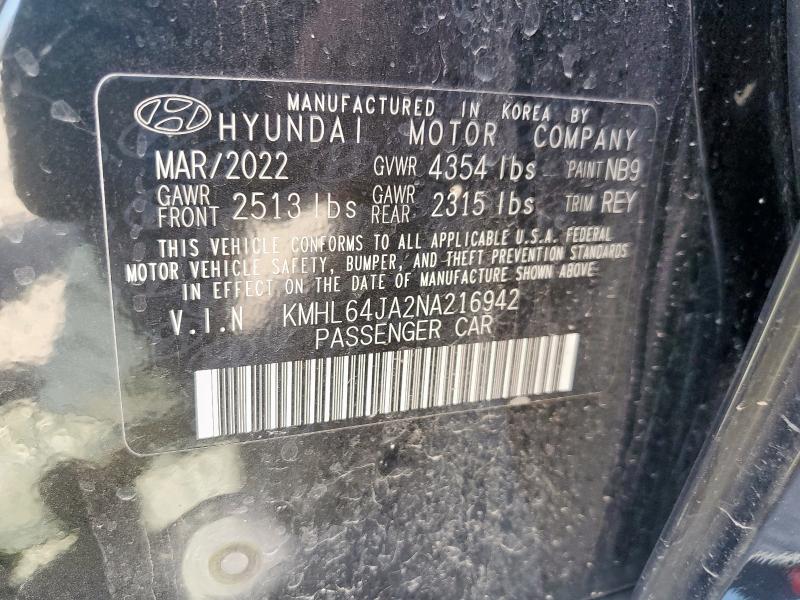 MANUFACTURED IN KOREA BY
HYUNDAI MOTOR COMPANY
MAR/2022 GVWR 4354 lbs PAINT NB9
GAWR FRONT 2513 lbs GAWR REAR 2315 lbs TRIM REY
THIS VEHICLE CONFORMS TO ALL APPLICABLE U.S.A. FEDERAL
MOTOR VEHICLE SAFETY, BUMPER, AND THEFT PREVENTION STANDARDS
IN EFFECT ON THE DATE OF MANUFACTURE SHOWN ABOVE.
V.I.N KMHL64JA2NA216942
PASSENGER CAR